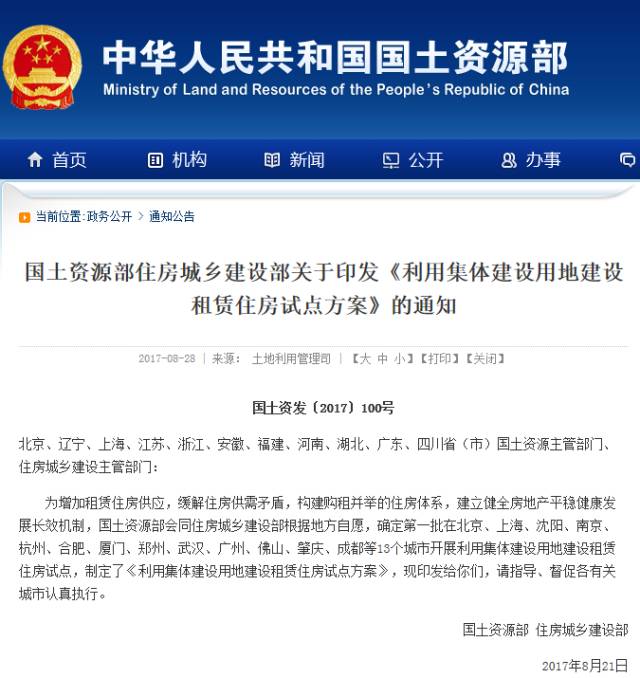 中华人民共和国国土资源部
Ministry of Land and Resources of the People's Republic of China
首页 机构 新闻 公开 办事
当前位置:政务公开 > 通知公告
国土资源部住房城乡建设部关于印发《利用集体建设用地建设
租赁住房试点方案》的通知
2017-08-28 | 来源： 土地利用管理司 | 【大 中 小】【打印】【关闭】
国土资发〔2017〕100号
北京、辽宁、上海、江苏、浙江、安徽、福建、河南、湖北、广东、四川省（市）国土资源主管部门、
住房城乡建设主管部门：
为增加租赁住房供应，缓解住房供需矛盾，构建购租并举的住房体系，建立健全房地产平稳健康发
展长效机制，国土资源部会同住房城乡建设部根据地方自愿，确定第一批在北京、上海、沈阳、南京、
杭州、合肥、厦门、郑州、武汉、广州、佛山、肇庆、成都等13个城市开展利用集体建设用地建设租赁
住房试点，制定了《利用集体建设用地建设租赁住房试点方案》，现印发给你们，请指导、督促各有关
城市认真执行。
国土资源部 住房城乡建设部
2017年8月21日